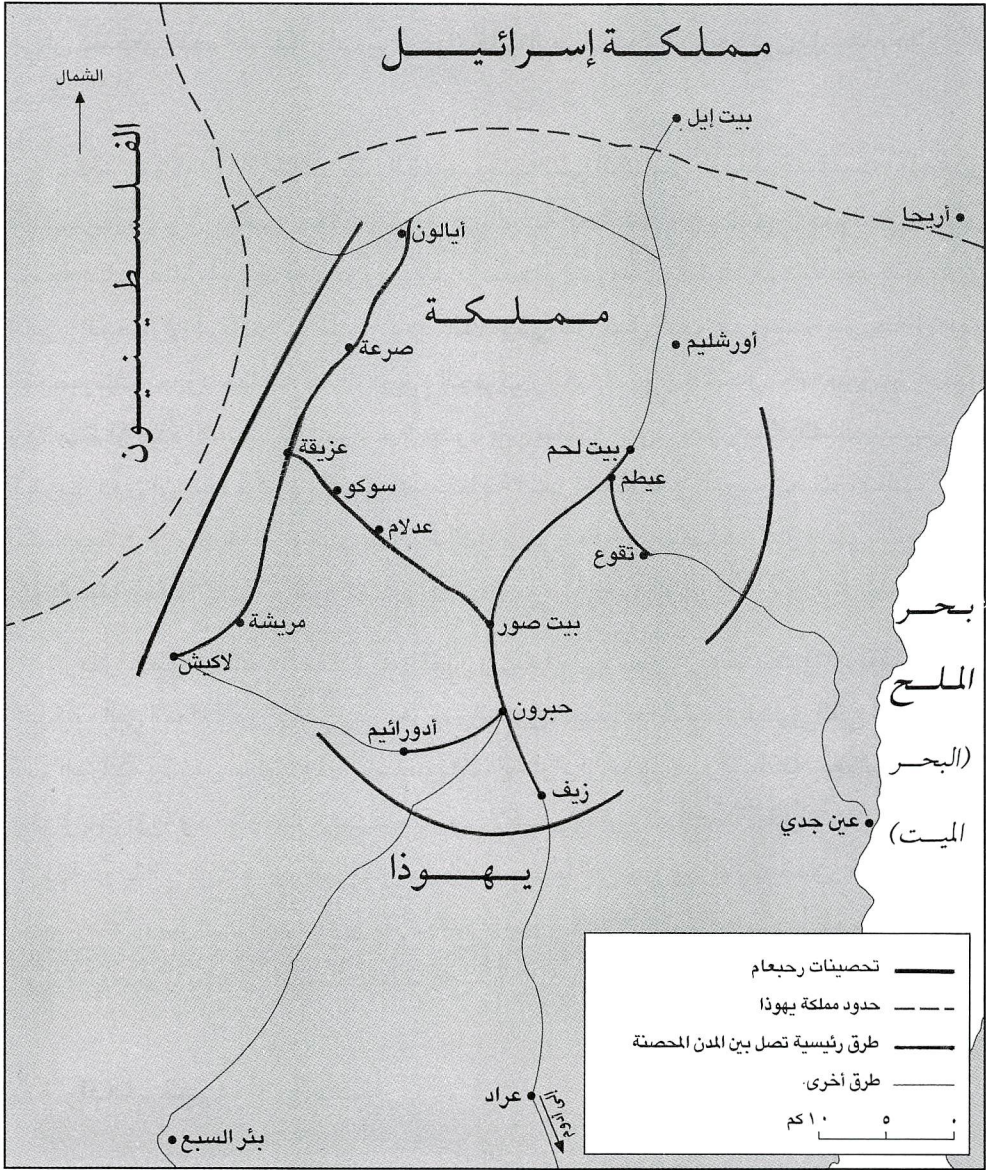 مملكة إسرائيل
الشمال
الفلسطينيون
بيت إيل
أريحا
أيالون
مملكة
صرعة
أورشليم
عزيقة
بيت لحم
سوكو
عيطم
عدلام
تقوع
بحر
مريشة
بيت صور
لاكيش
الملح
حبرون
أدورائيم
(البحر
زيف
عين جدي
الميت)
يهوذا
تحصينات رحبعام
حدود مملكة يهوذا
طرق رئيسية تصل بين المدن المحصنة
طرق أخرى
٠ ٥ ١٠ كم
عراد
إلى أدوم
بئر السبع